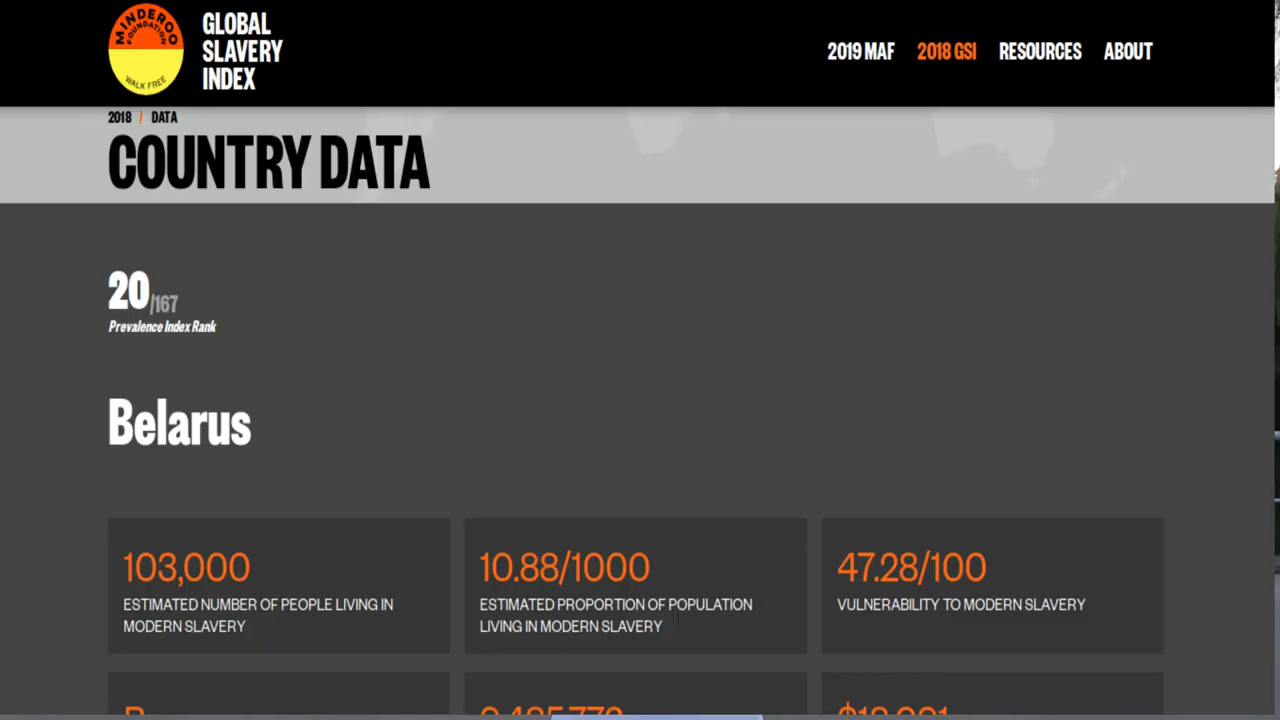 MINDEROO
FOUNDATION
WALK FREE
GLOBAL
SLAVERY
INDEX
2019 MAF
2018 GSI
RESOURCES
ABOUT
2018 / DATA
COUNTRY DATA
20/167
Prevalence Index Rank
Belarus
103,000
ESTIMATED NUMBER OF PEOPLE LIVING IN
MODERN SLAVERY
10.88/1000
ESTIMATED PROPORTION OF POPULATION
LIVING IN MODERN SLAVERY
47.28/100
VULNERABILITY TO MODERN SLAVERY